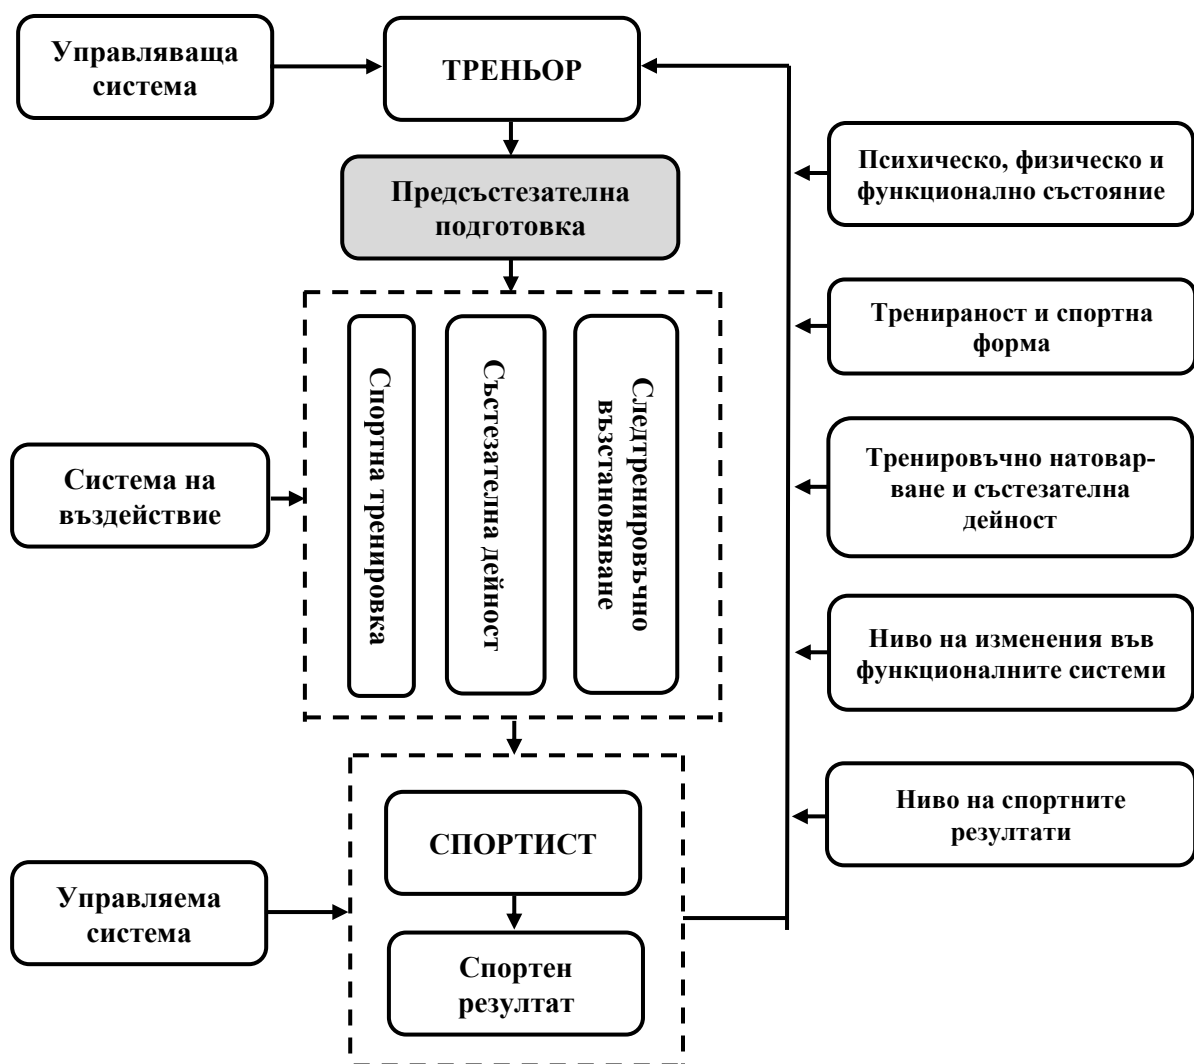 Управляваща
система
ТРЕНЬОР
Предсъстезателна
подготовка
Психическо, физическо и
функционално състояние
Тренираност и спортна
форма
Спортна тренировка
Състезателна дейност
Следтренировъчно
възстановяване
Система на
въздействие
Тренировъчно натовар-
ване и състезателна
дейност
Ниво на изменения във
функционалните системи
Ниво на спортните
резултати
СПОРТИСТ
Управляема
система
Спортен
резултат